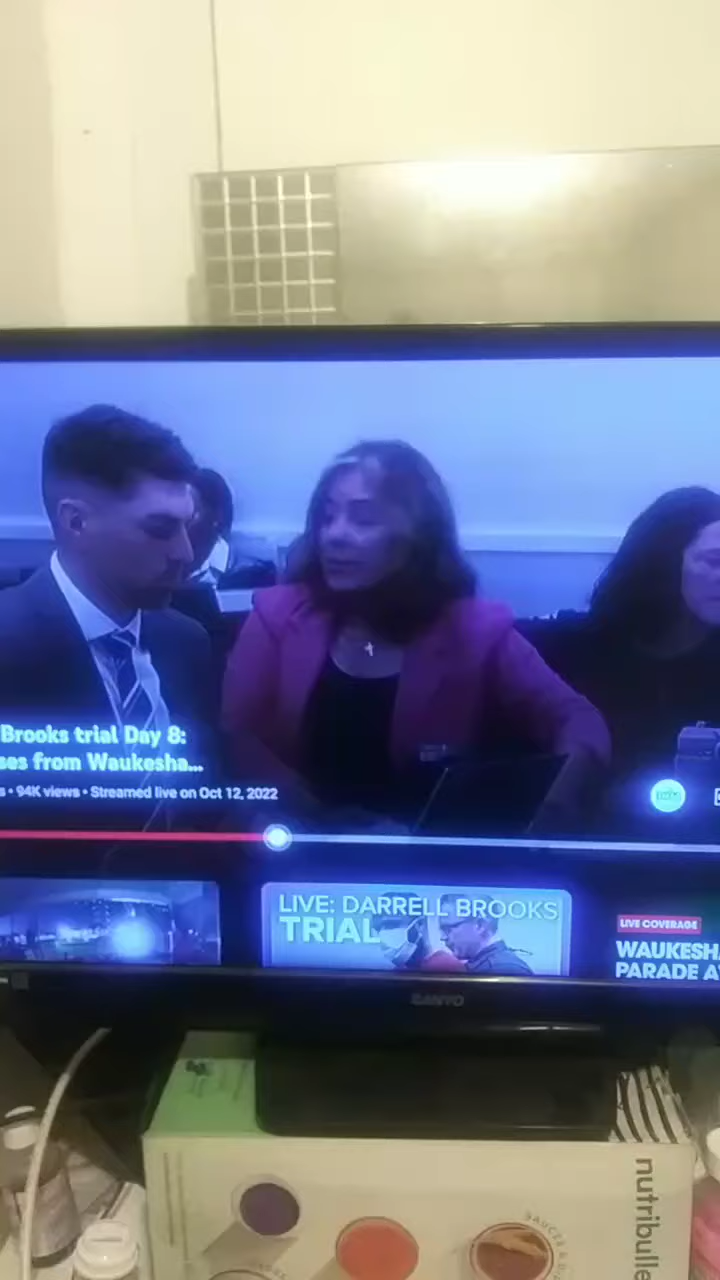 Brooks trial Day 8:
ses from Waukesha...
s • 94K views • Streamed live on Oct 12, 2022
LIVE: DARRELL BROOKS
TRIAL
LIVE COVERAGE
WAUKESHA
PARADE A
SANYO
nutribulle